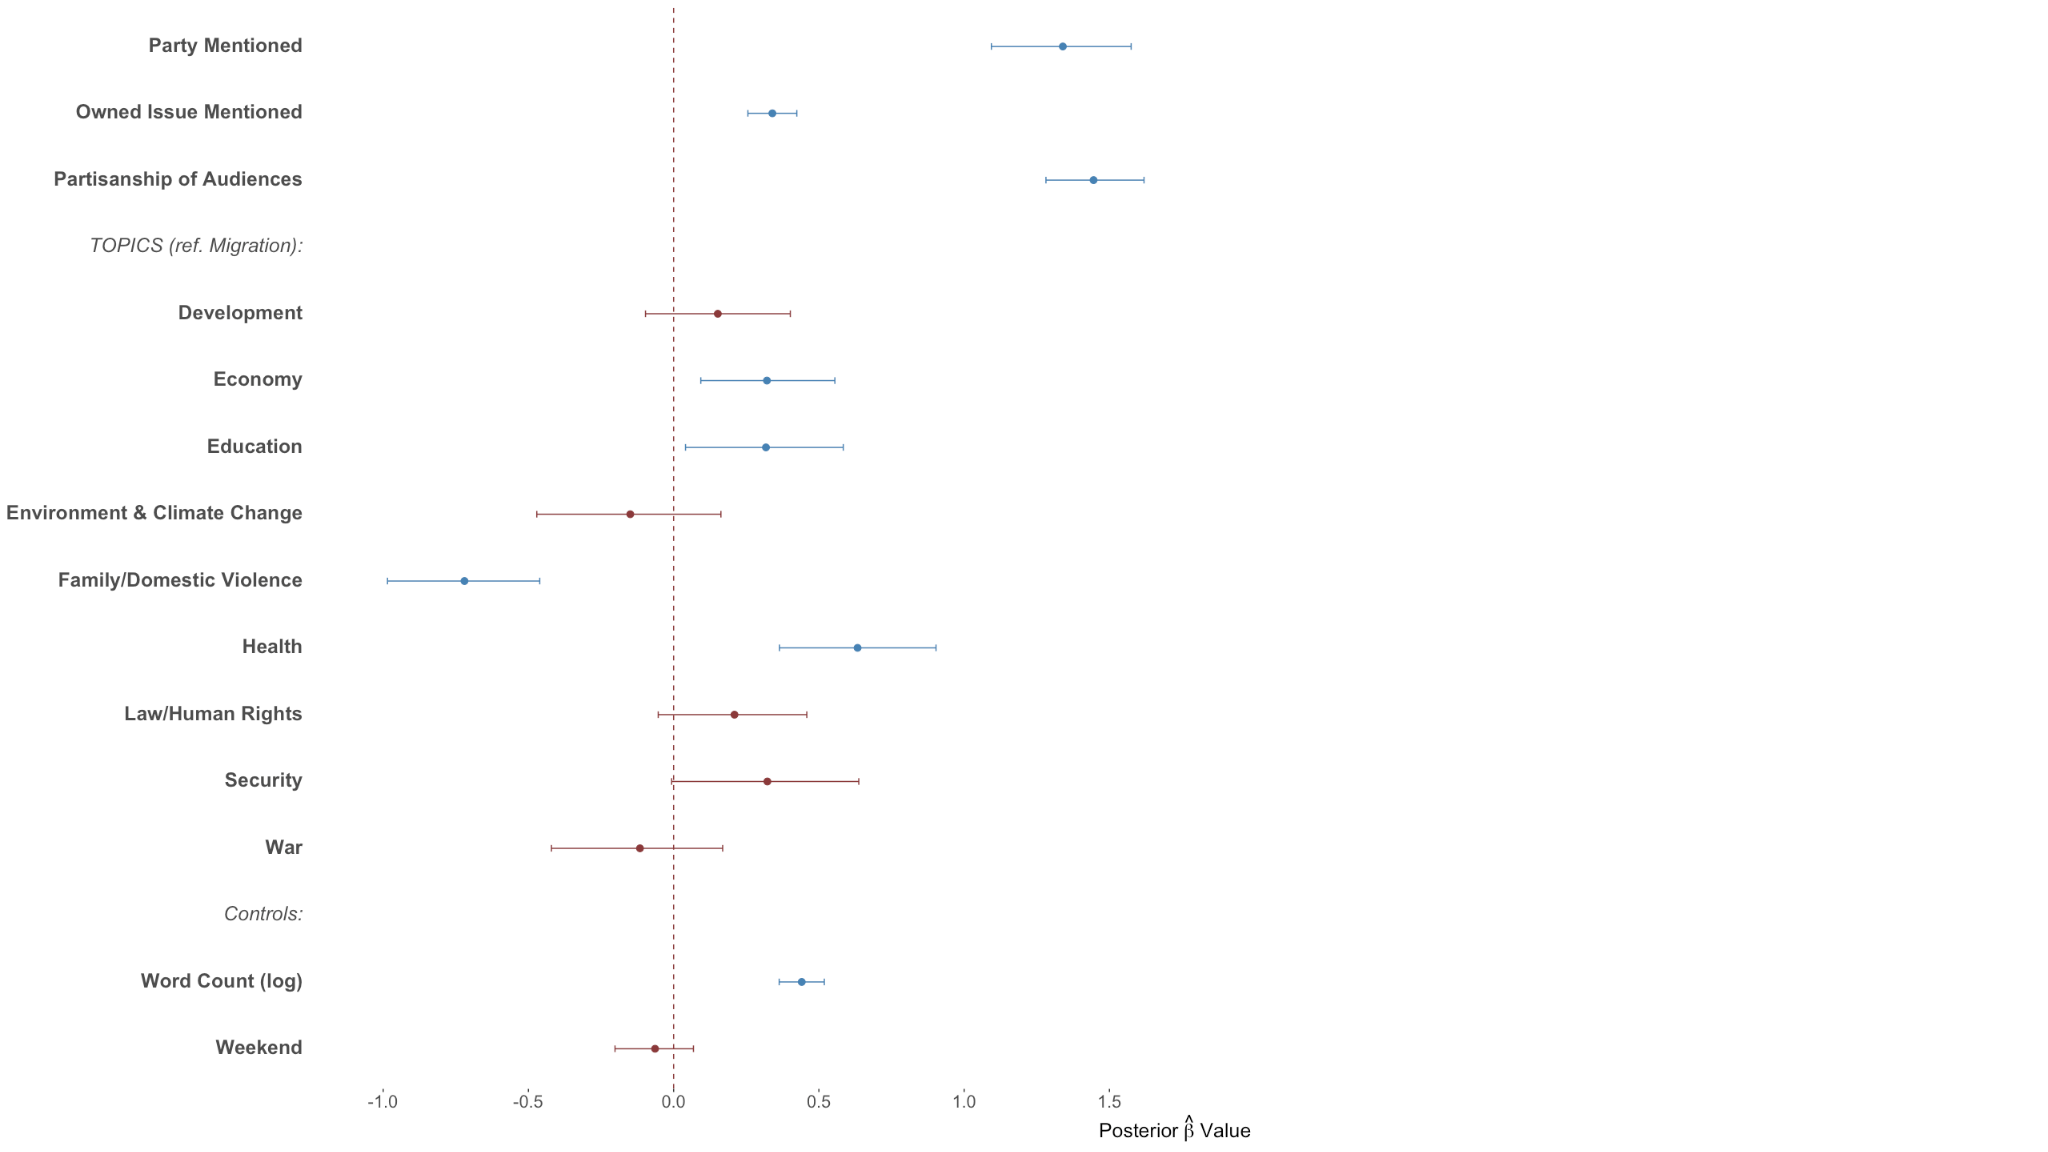 Party Mentioned
Owned Issue Mentioned
Partisanship of Audiences
TOPICS (ref. Migration):
Development
Economy
Education
Environment & Climate Change
Family/Domestic Violence
Health
Law/Human Rights
Security
War
Controls:
Word Count (log)
Weekend
-1.0 -0.5 0.0 0.5 1.0 1.5
Posterior β̂ Value